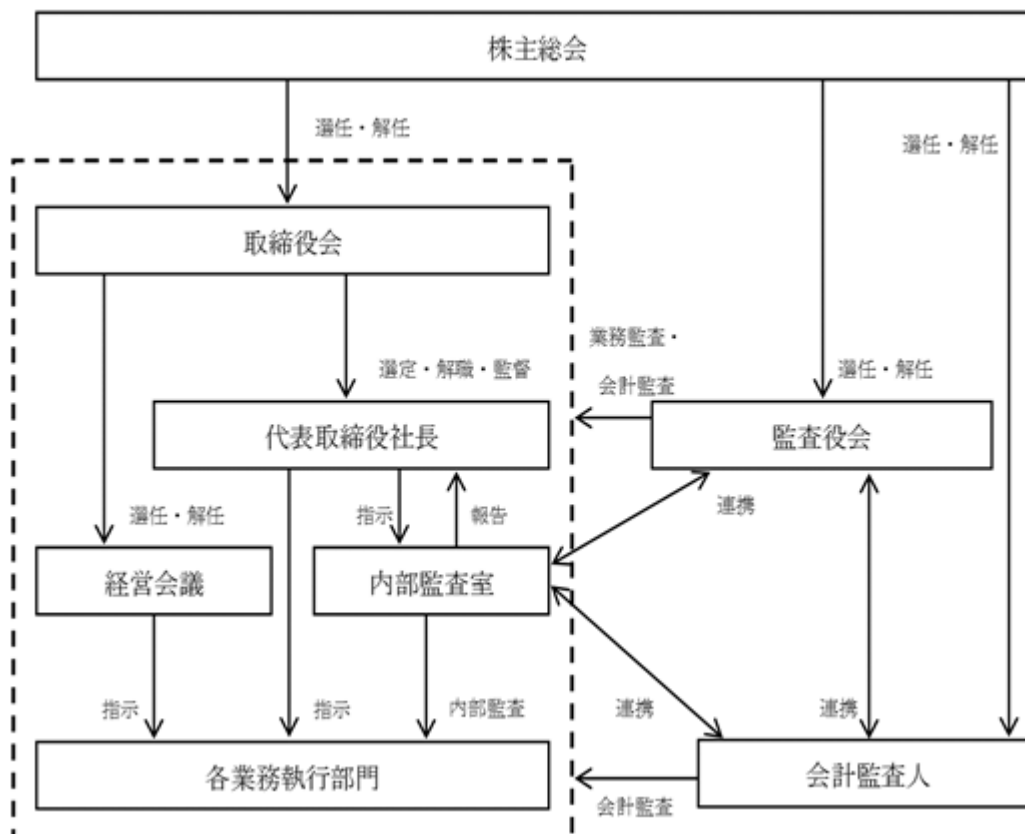 株主総会
選任・解任
選任・解任
取締役会
業務監査・
選定・解職・監督
会計監査
選任・解任
代表取締役社長
監査役会
選任・解任
指示
報告
連携
経営会議
内部監査室
指示
指示
内部監査
連携
連携
各業務執行部門
会計監査人
会計監査